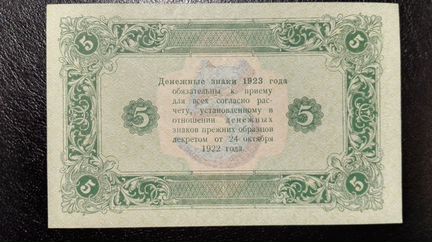 5 5
Денежные знаки 1923 года
обязательны к приему
для всех согласно рас-
чету, установленному в
5 отношении денежных 5
знаков прежних образцов
декретом от 24 октября
1922 года.
5 5